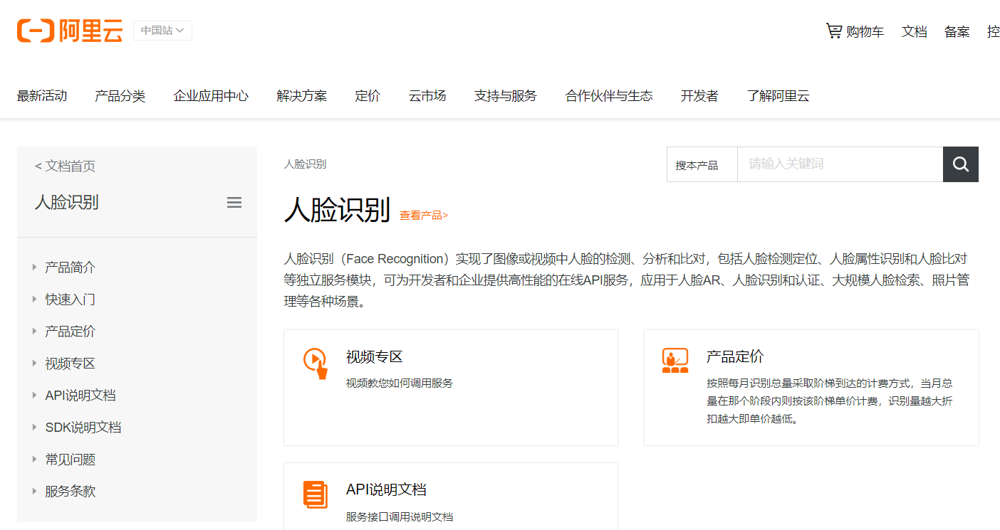 阿里云
中国站
购物车 文档 备案 控
最新活动 产品分类 企业应用中心 解决方案 定价 云市场 支持与服务 合作伙伴与生态 开发者 了解阿里云
< 文档首页
人脸识别
产品简介
快速入门
产品定价
视频专区
API说明文档
SDK说明文档
常见问题
服务条款
人脸识别
搜本产品 请输入关键词
人脸识别 查看产品>
人脸识别（Face Recognition）实现了图像或视频中人脸的检测、分析和比对，包括人脸检测定位、人脸属性识别和人脸比对
等独立服务模块，可为开发者和企业提供高性能的在线API服务，应用于人脸AR、人脸识别和认证、大规模人脸检索、照片管
理等各种场景。
视频专区
视频教您如何调用服务
产品定价
按照每月识别总量采取阶梯到达的计费方式，当月总
量在那个阶段内则按该阶梯单价计费，识别量越大折
扣越大即单价越低。
API说明文档
服务接口调用说明文档